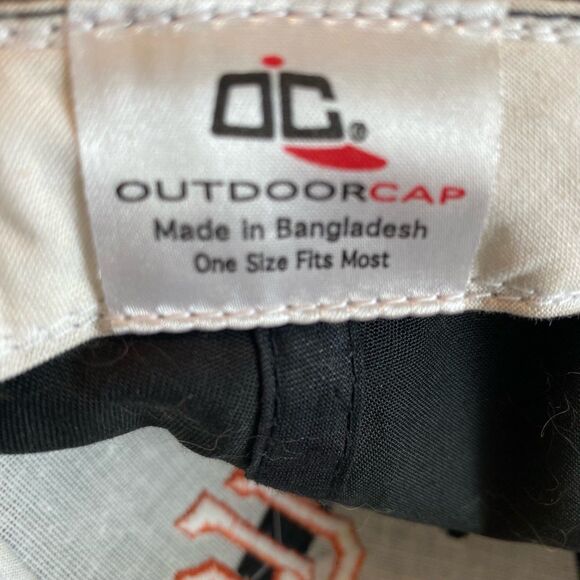 OC®
OUTDOORCAP
Made in Bangladesh
One Size Fits Most